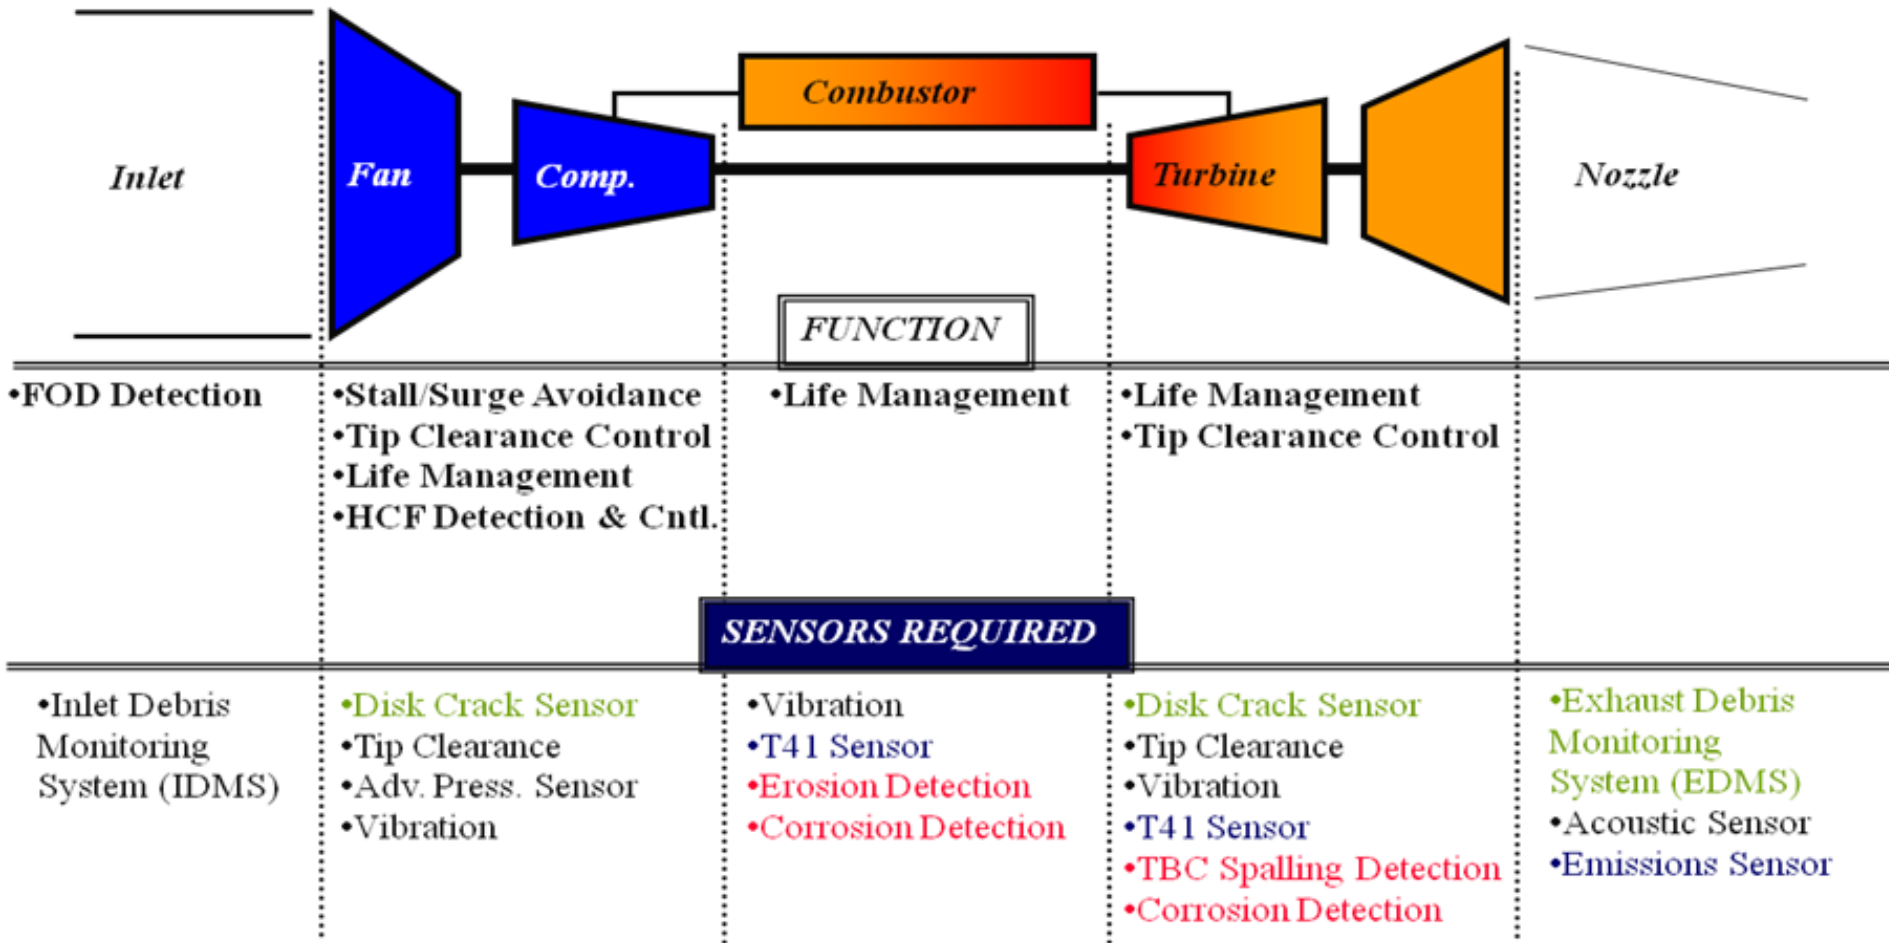 Combustor
Inlet
Fan
Comp.
Turbine
Nozzle
FUNCTION
•FOD Detection
•Stall/Surge Avoidance
•Tip Clearance Control
•Life Management
•HCF Detection & Cntl.
•Life Management
•Life Management
•Tip Clearance Control
SENSORS REQUIRED
•Inlet Debris
Monitoring
System (IDMS)
•Disk Crack Sensor
•Tip Clearance
•Adv. Press. Sensor
•Vibration
•Vibration
•T41 Sensor
•Erosion Detection
•Corrosion Detection
•Disk Crack Sensor
•Tip Clearance
•Vibration
•T41 Sensor
•TBC Spalling Detection
•Corrosion Detection
•Exhaust Debris
Monitoring
System (EDMS)
•Acoustic Sensor
•Emissions Sensor